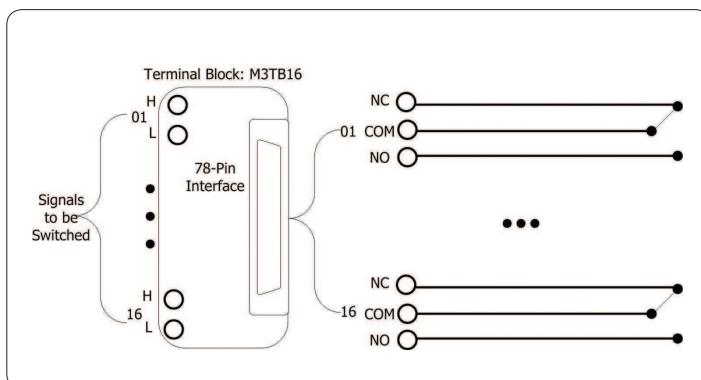 Terminal Block: M3TB16
H
01
L
78-Pin
Interface
Signals
to be
Switched
H
16
L
NC
01 COM
NO
NC
16 COM
NO